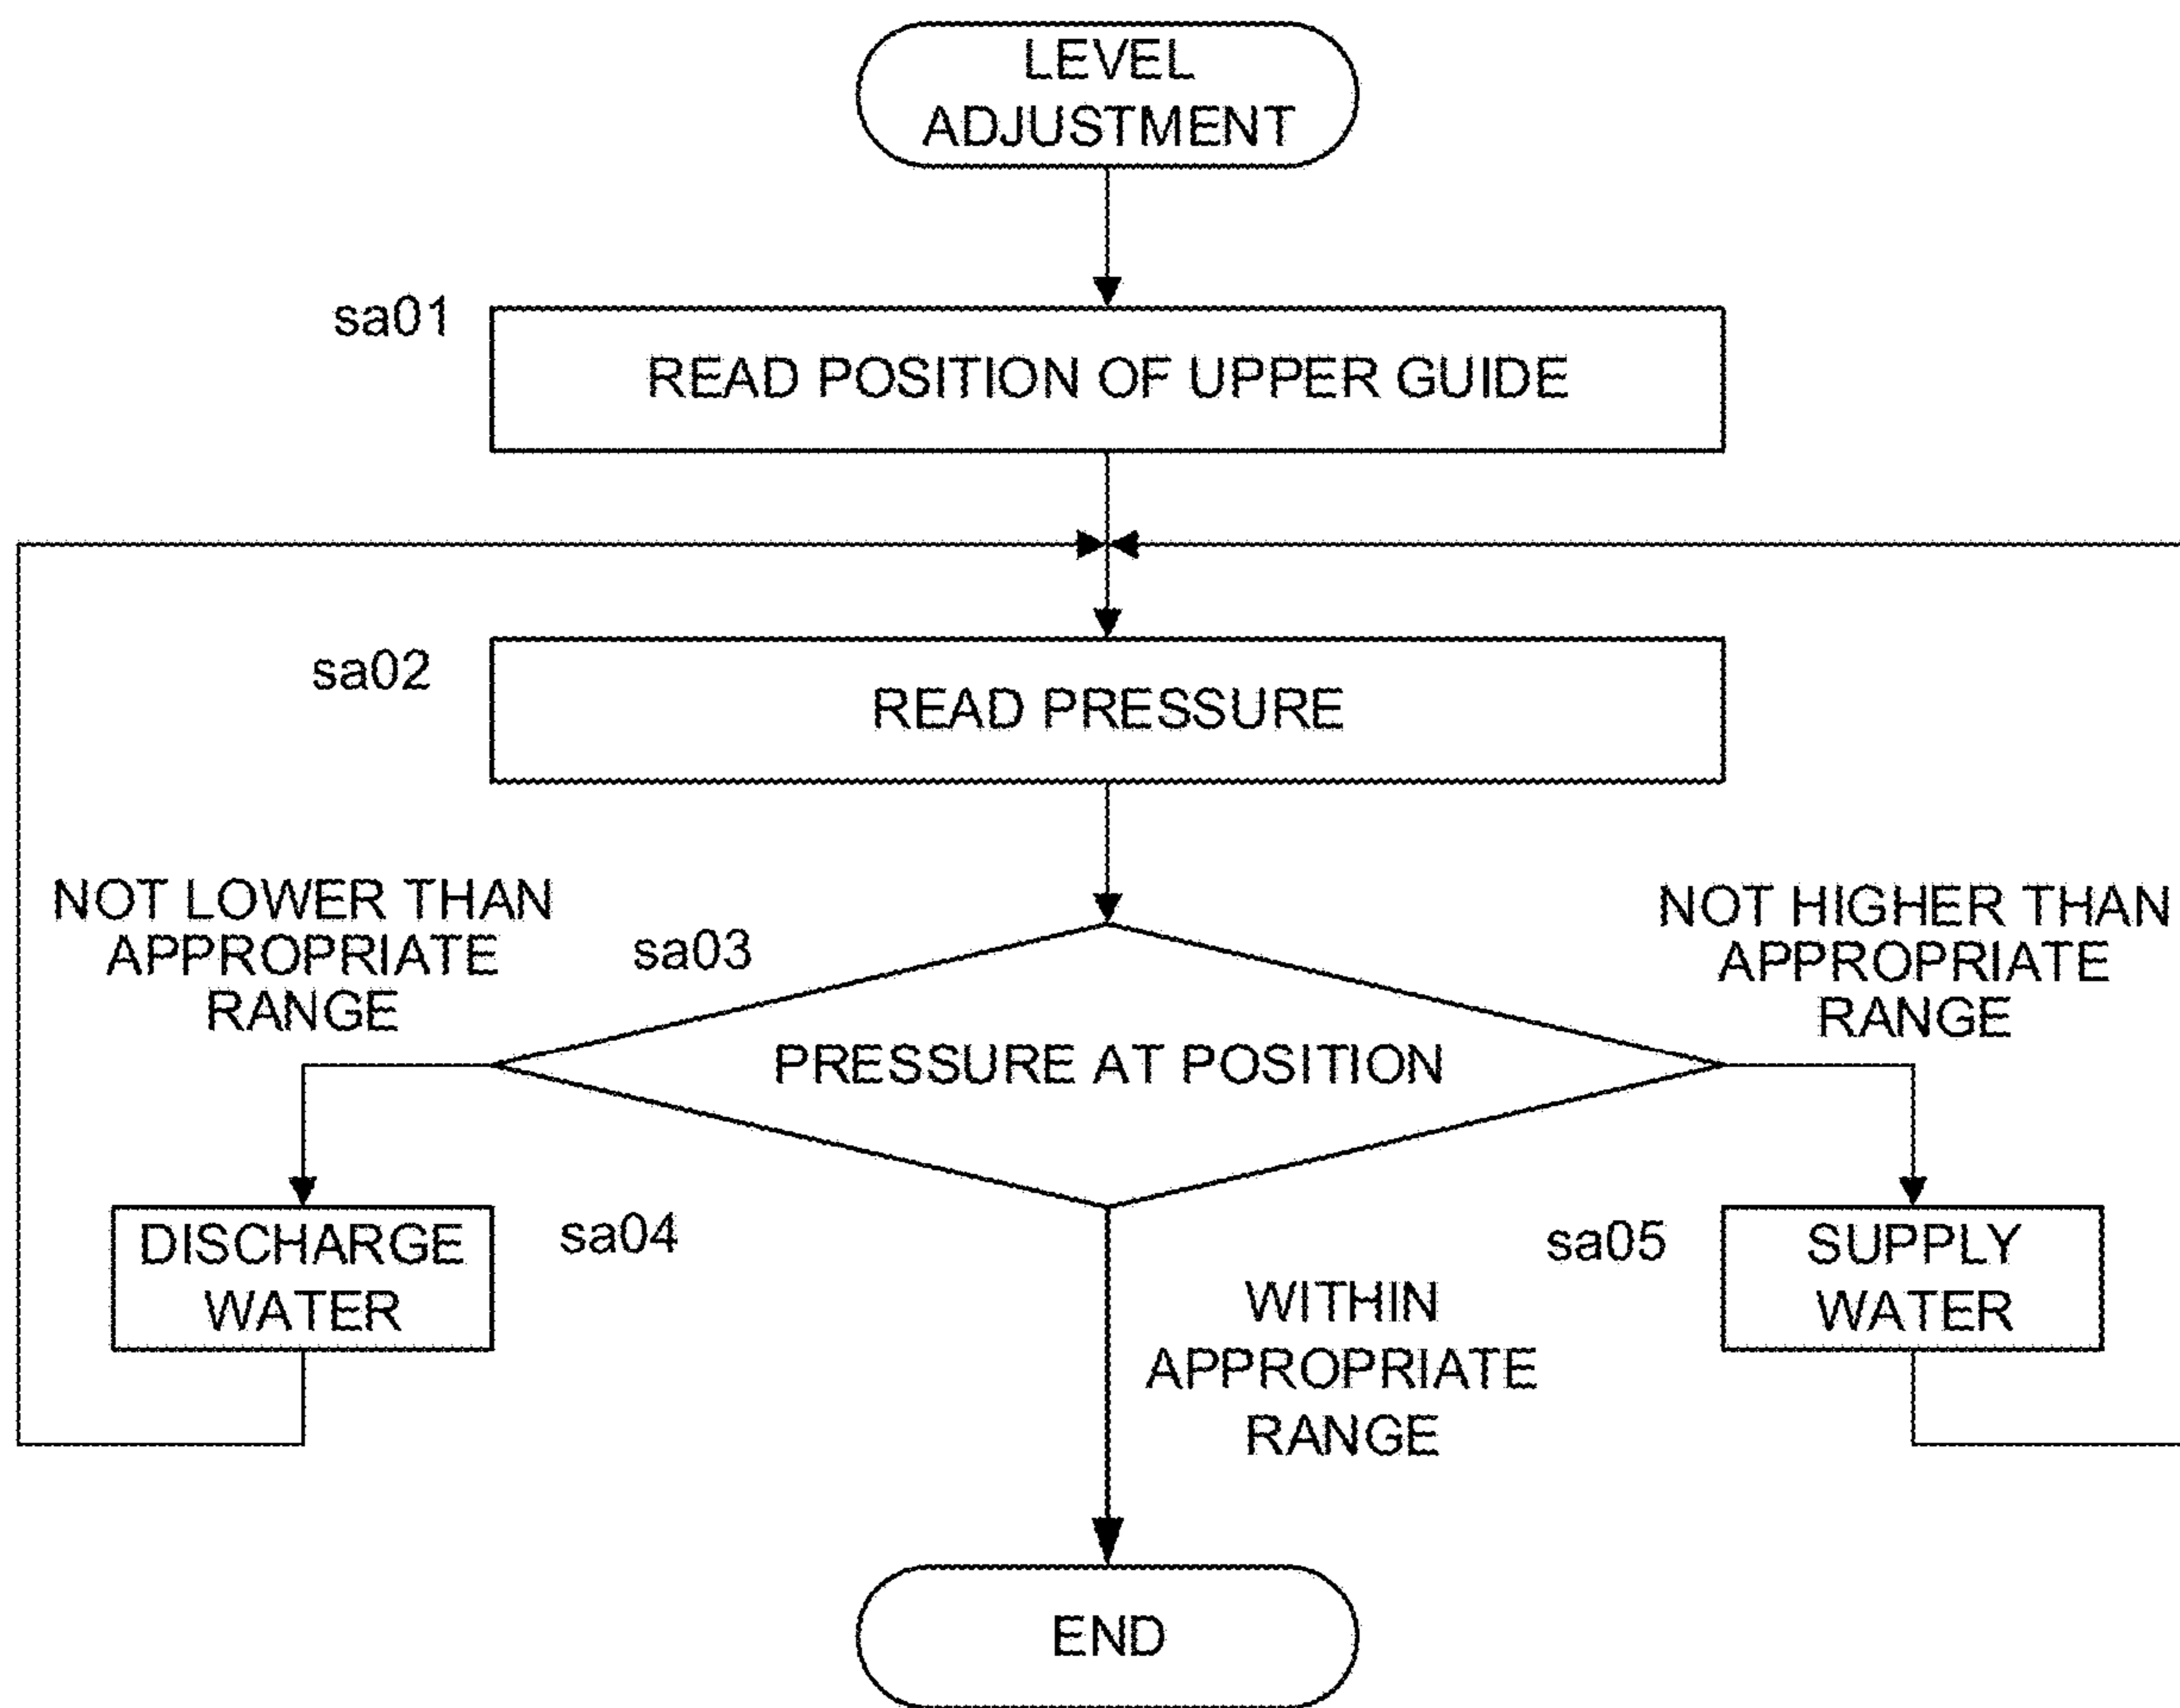 LEVEL
ADJUSTMENT
sa01
READ POSITION OF UPPER GUIDE
sa02
READ PRESSURE
NOT LOWER THAN
APPROPRIATE
RANGE
sa03
NOT HIGHER THAN
APPROPRIATE
RANGE
PRESSURE AT POSITION
DISCHARGE
WATER
sa04
WITHIN
APPROPRIATE
RANGE
sa05
SUPPLY
WATER
END